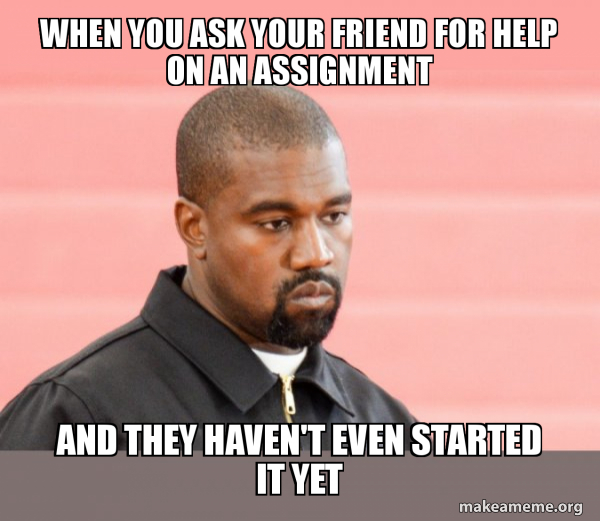 WHEN YOU ASK YOUR FRIEND FOR HELP
ON AN ASSIGNMENT
AND THEY HAVEN'T EVEN STARTED
IT YET
makeameme.org